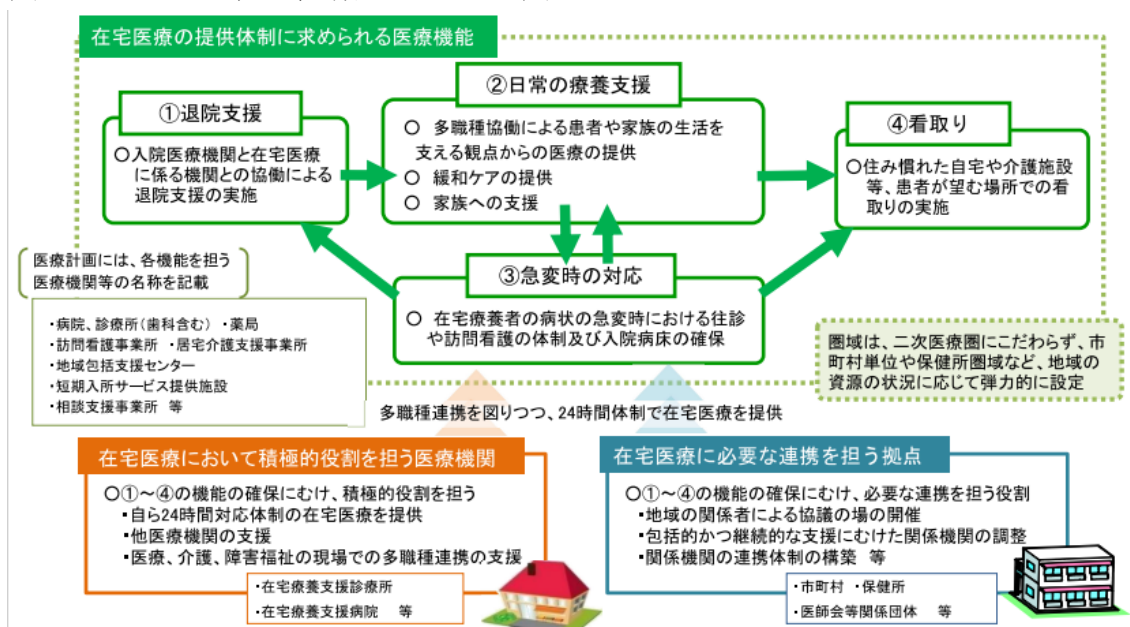 在宅医療の提供体制に求められる医療機能
①退院支援
〇入院医療機関と在宅医療
に係る機関との協働による
退院支援の実施
②日常の療養支援
〇 多職種協働による患者や家族の生活を
支える観点からの医療の提供
〇 緩和ケアの提供
〇 家族への支援
④看取り
〇住み慣れた自宅や介護施設
等、患者が望む場所での看
取りの実施
③急変時の対応
〇 在宅療養者の病状の急変時における往診
や訪問看護の体制及び入院病床の確保
医療計画には、各機能を担う
医療機関等の名称を記載
・病院、診療所(歯科含む) ・薬局
・訪問看護事業所 ・居宅介護支援事業所
・地域包括支援センター
・短期入所サービス提供施設
・相談支援事業所 等
圏域は、二次医療圏にこだわらず、市
町村単位や保健所圏域など、地域の
資源の状況に応じて弾力的に設定
多職種連携を図りつつ、24時間体制で在宅医療を提供
在宅医療において積極的役割を担う医療機関
〇①~④の機能の確保にむけ、積極的役割を担う
・自ら24時間対応体制の在宅医療を提供
・他医療機関の支援
・医療、介護、障害福祉の現場での多職種連携の支援
・在宅療養支援診療所
・在宅療養支援病院 等
在宅医療に必要な連携を担う拠点
〇①~④の機能の確保にむけ、必要な連携を担う役割
・地域の関係者による協議の場の開催
・包括的かつ継続的な支援にむけた関係機関の調整
・関係機関の連携体制の構築 等
・市町村 ・保健所
・医師会等関係団体 等